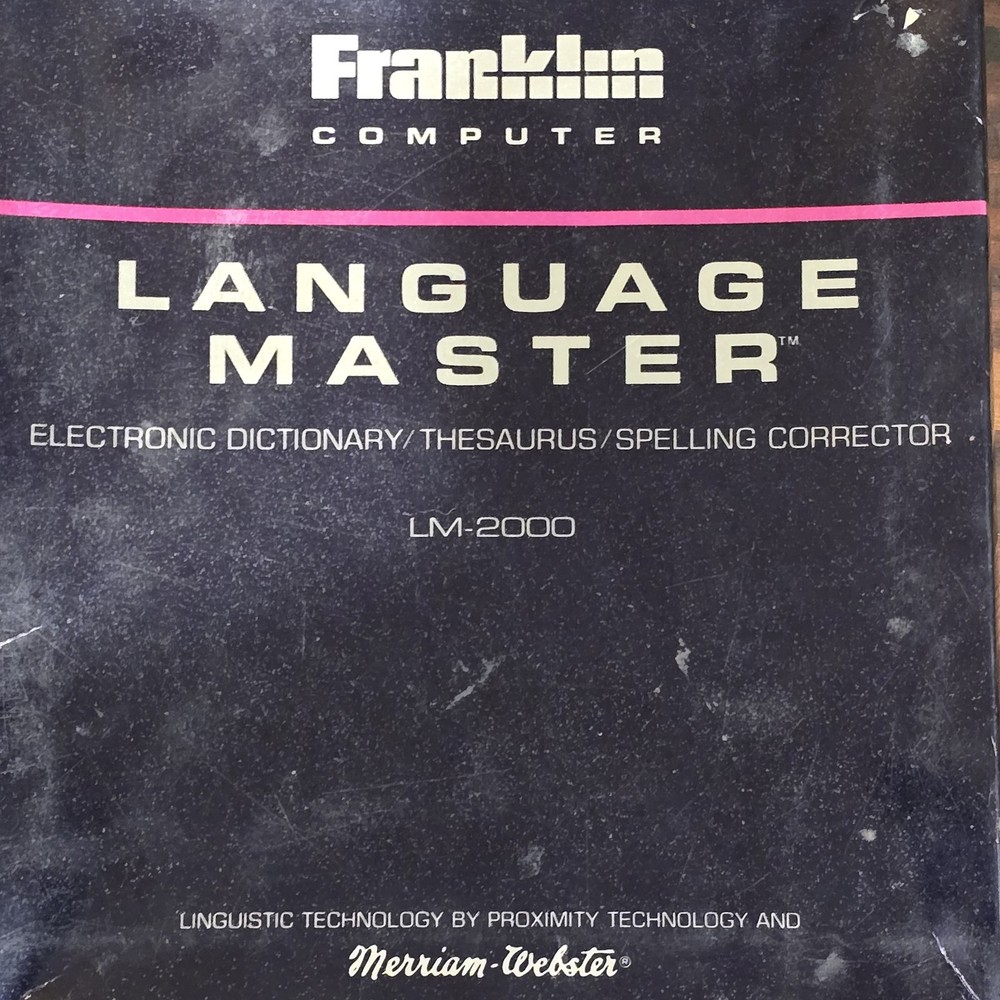 Franklin
COMPUTER
LANGUAGE
MASTER™
ELECTRONIC DICTIONARY/THESAURUS/SPELLING CORRECTOR
LM-2000
LINGUISTIC TECHNOLOGY BY PROXIMITY TECHNOLOGY AND
Merriam-Webster®